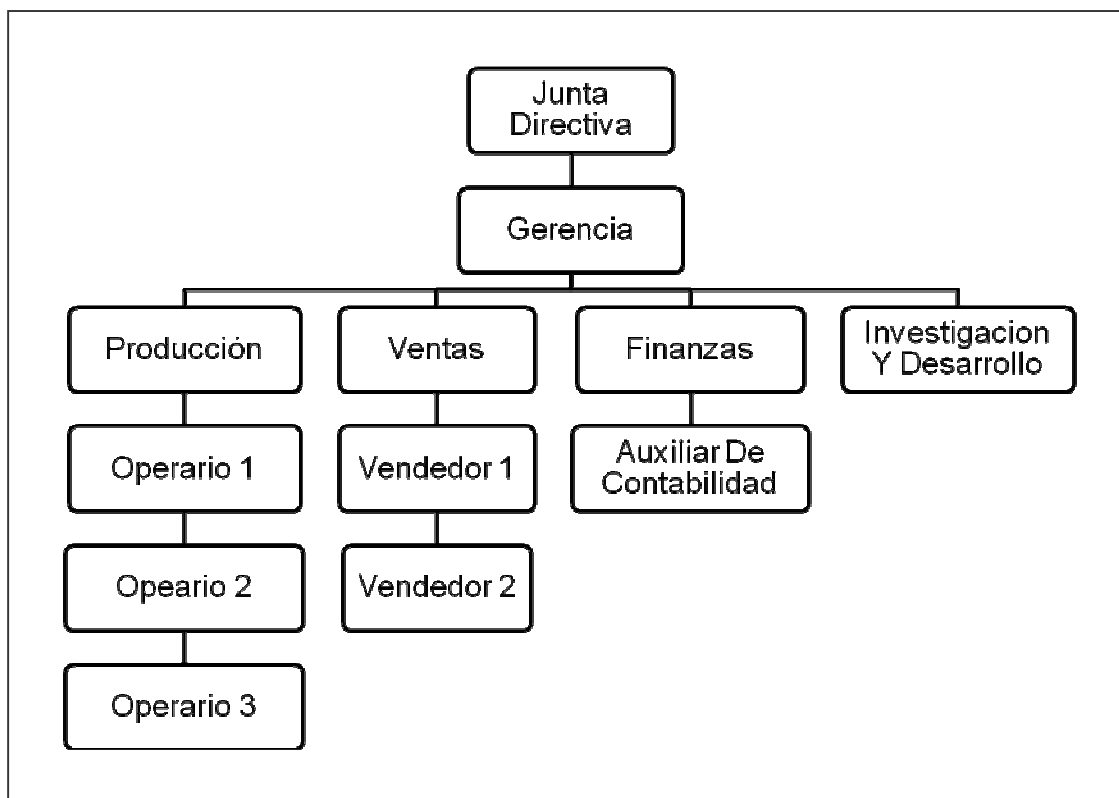 Junta
Directiva
Gerencia
Producción
Ventas
Finanzas
Investigacion
Y Desarrollo
Operario 1
Vendedor 1
Auxiliar De
Contabilidad
Opeario 2
Vendedor 2
Operario 3